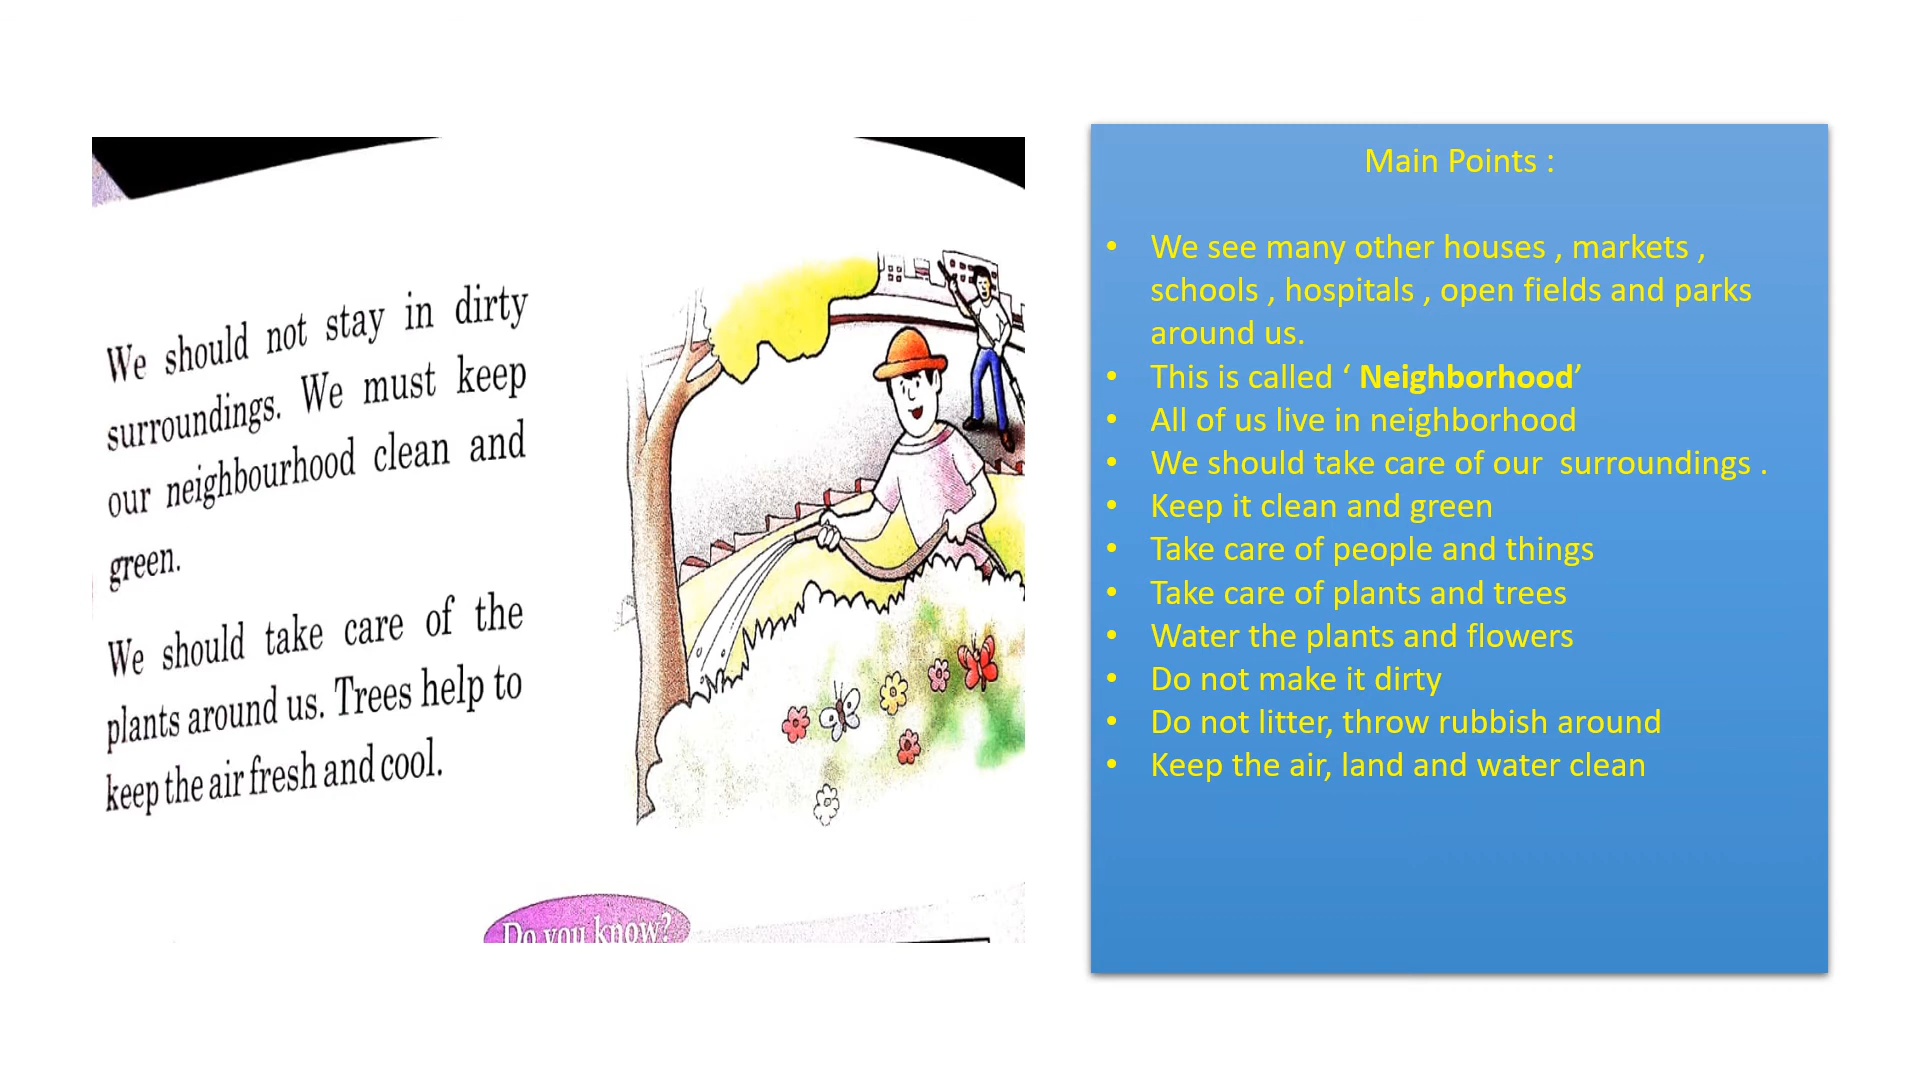 We should not stay in dirty
surroundings. We must keep
our neighbourhood clean and
green.
We should take care of the
plants around us. Trees help to
keep the air fresh and cool.
Do you know?
Main Points :
• We see many other houses , markets ,
schools , hospitals , open fields and parks
around us.
• This is called ‘ Neighborhood’
• All of us live in neighborhood
• We should take care of our  surroundings .
• Keep it clean and green
• Take care of people and things
• Take care of plants and trees
• Water the plants and flowers
• Do not make it dirty
• Do not litter, throw rubbish around
• Keep the air, land and water clean